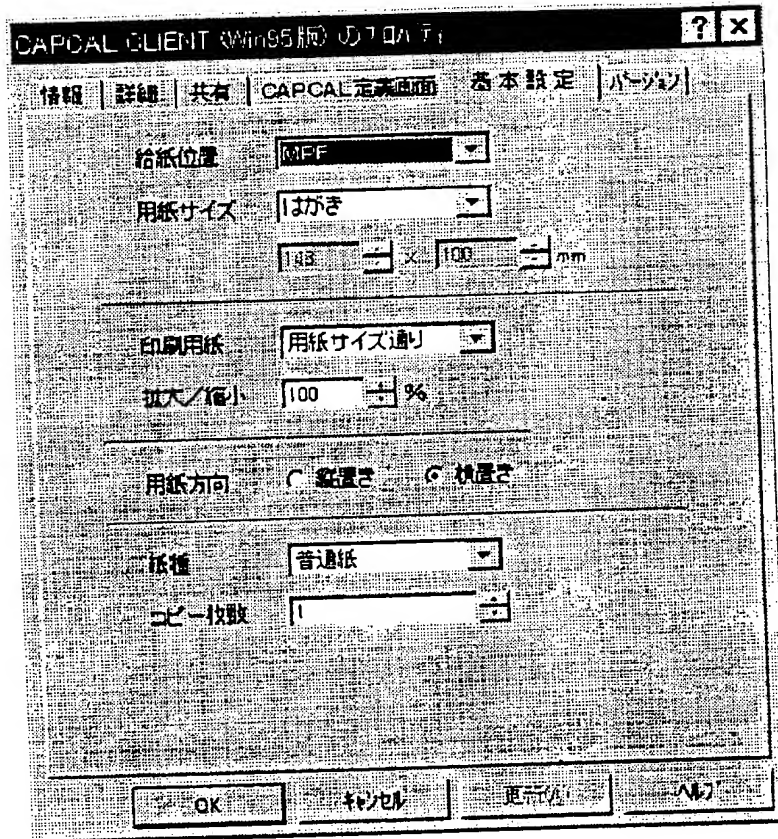 CAPCAL CLIENT (Win95版) のプロパティ ? ×
情報 詳細 共有 CAPCAL定義画面 基本設定 バージョン
給紙位置
用紙サイズ はがき
148 × 100 mm
印刷用紙 用紙サイズ通り
拡大/縮小 100 %
用紙方向 縦置き 横置き
紙種 普通紙
コピー枚数 1
OK キャンセル ヘルプ